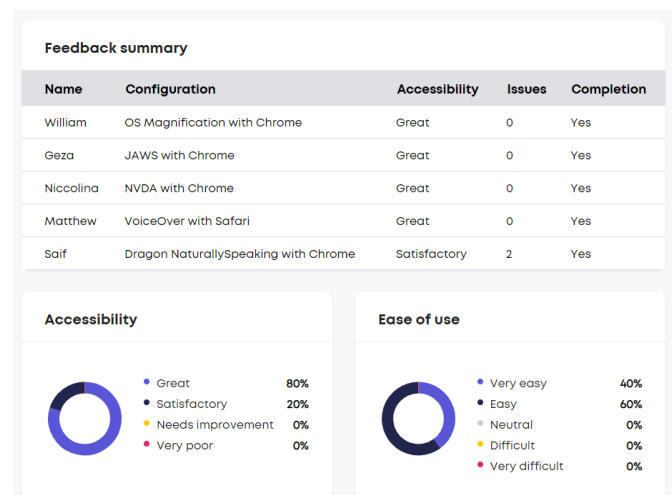 Feedback summary
Name Configuration Accessibility Issues Completion
William OS Magnification with Chrome Great 0 Yes
Geza JAWS with Chrome Great 0 Yes
Niccolina NVDA with Chrome Great 0 Yes
Matthew VoiceOver with Safari Great 0 Yes
Saif Dragon NaturallySpeaking with Chrome Satisfactory 2 Yes
Accessibility
Great 80%
Satisfactory 20%
Needs improvement 0%
Very poor 0%
Ease of use
Very easy 40%
Easy 60%
Neutral 0%
Difficult 0%
Very difficult 0%